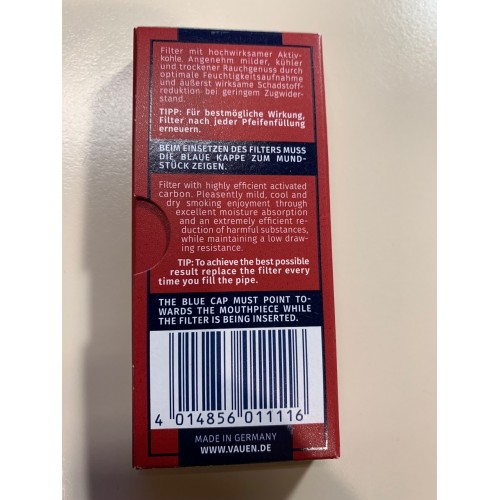 Filter mit hochwirksamer Aktiv-
kohle. Angenehm milder, kühler
und trockener Rauchgenuss durch
optimale Feuchtigkeitsaufnahme
und äußerst wirksame Schadstoff-
reduktion bei geringem Zugwider-
stand.
TIPP: Für bestmögliche Wirkung,
Filter nach jeder Pfeifenfüllung
erneuern.
BEIM EINSETZEN DES FILTERS MUSS
DIE BLAUE KAPPE ZUM MUND-
STÜCK ZEIGEN.
Filter with highly efficient activated
carbon. Pleasently mild, cool and
dry smoking enjoyment through
excellent moisture absorption
and an extremely efficient re-
duction of harmful substances,
while maintaining a low draw-
ing resistance.
TIP: To achieve the best possible
result replace the filter every
time you fill the pipe.
THE BLUE CAP MUST POINT TO-
WARDS THE MOUTHPIECE WHILE
THE FILTER IS BEING INSERTED.
4 014856 011116
MADE IN GERMANY
WWW.VAUEN.DE